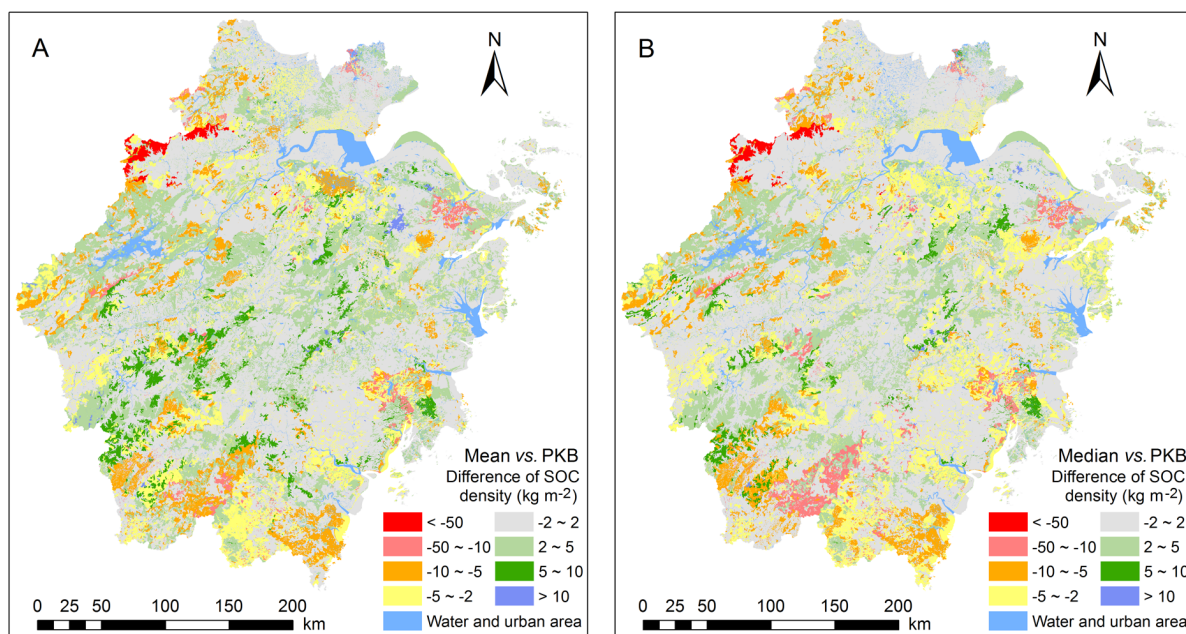 A
N
Mean vs. PKB
Difference of SOC
density (kg m-2)
< -50
-2 ~ 2
-50 ~ -10
2 ~ 5
-10 ~ -5
5 ~ 10
-5 ~ -2
> 10
Water and urban area
0 25 50 100 150 200
km
B
N
Median vs. PKB
Difference of SOC
density (kg m-2)
< -50
-2 ~ 2
-50 ~ -10
2 ~ 5
-10 ~ -5
5 ~ 10
-5 ~ -2
> 10
Water and urban area
0 25 50 100 150 200
km